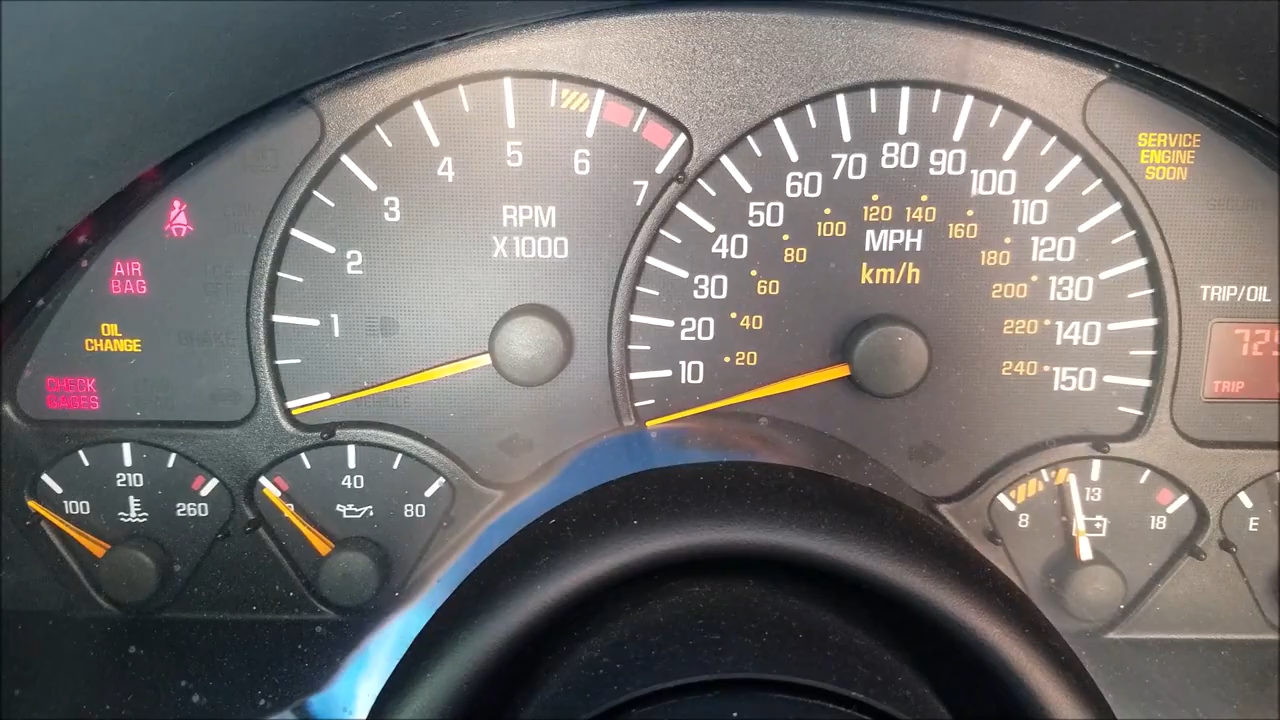 AIR
BAG
OIL
CHANGE
CHECK
GAGES
1
2
3
4
5
6
7
RPM
X1000
10
20
30
40
50
60
70
80
90
100
110
120
130
140
150
20
40
60
80
100
120
140
160
180
200
220
240
MPH
km/h
SERVICE
ENGINE
SOON
TRIP/OIL
TRIP
100
210
260
40
80
8
13
18
E